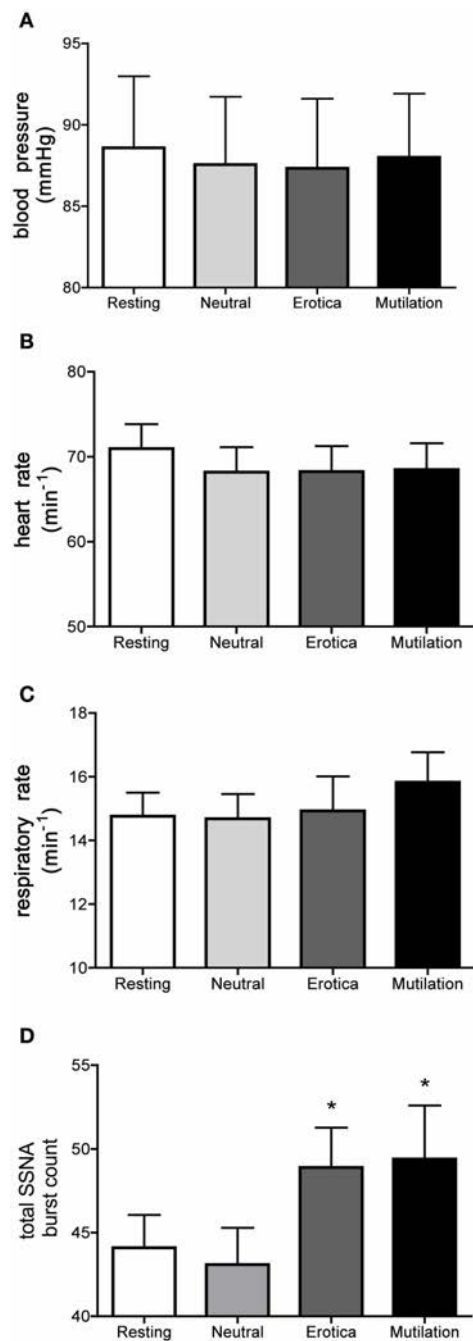 A
95
90
85
80
blood pressure
(mmHg)
Resting Neutral Erotica Mutilation
B
80
70
60
50
heart rate
(min-1)
Resting Neutral Erotica Mutilation
C
18
16
14
12
10
respiratory rate
(min-1)
Resting Neutral Erotica Mutilation
D
55
50
45
40
total SSNA
burst count
* *
Resting Neutral Erotica Mutilation